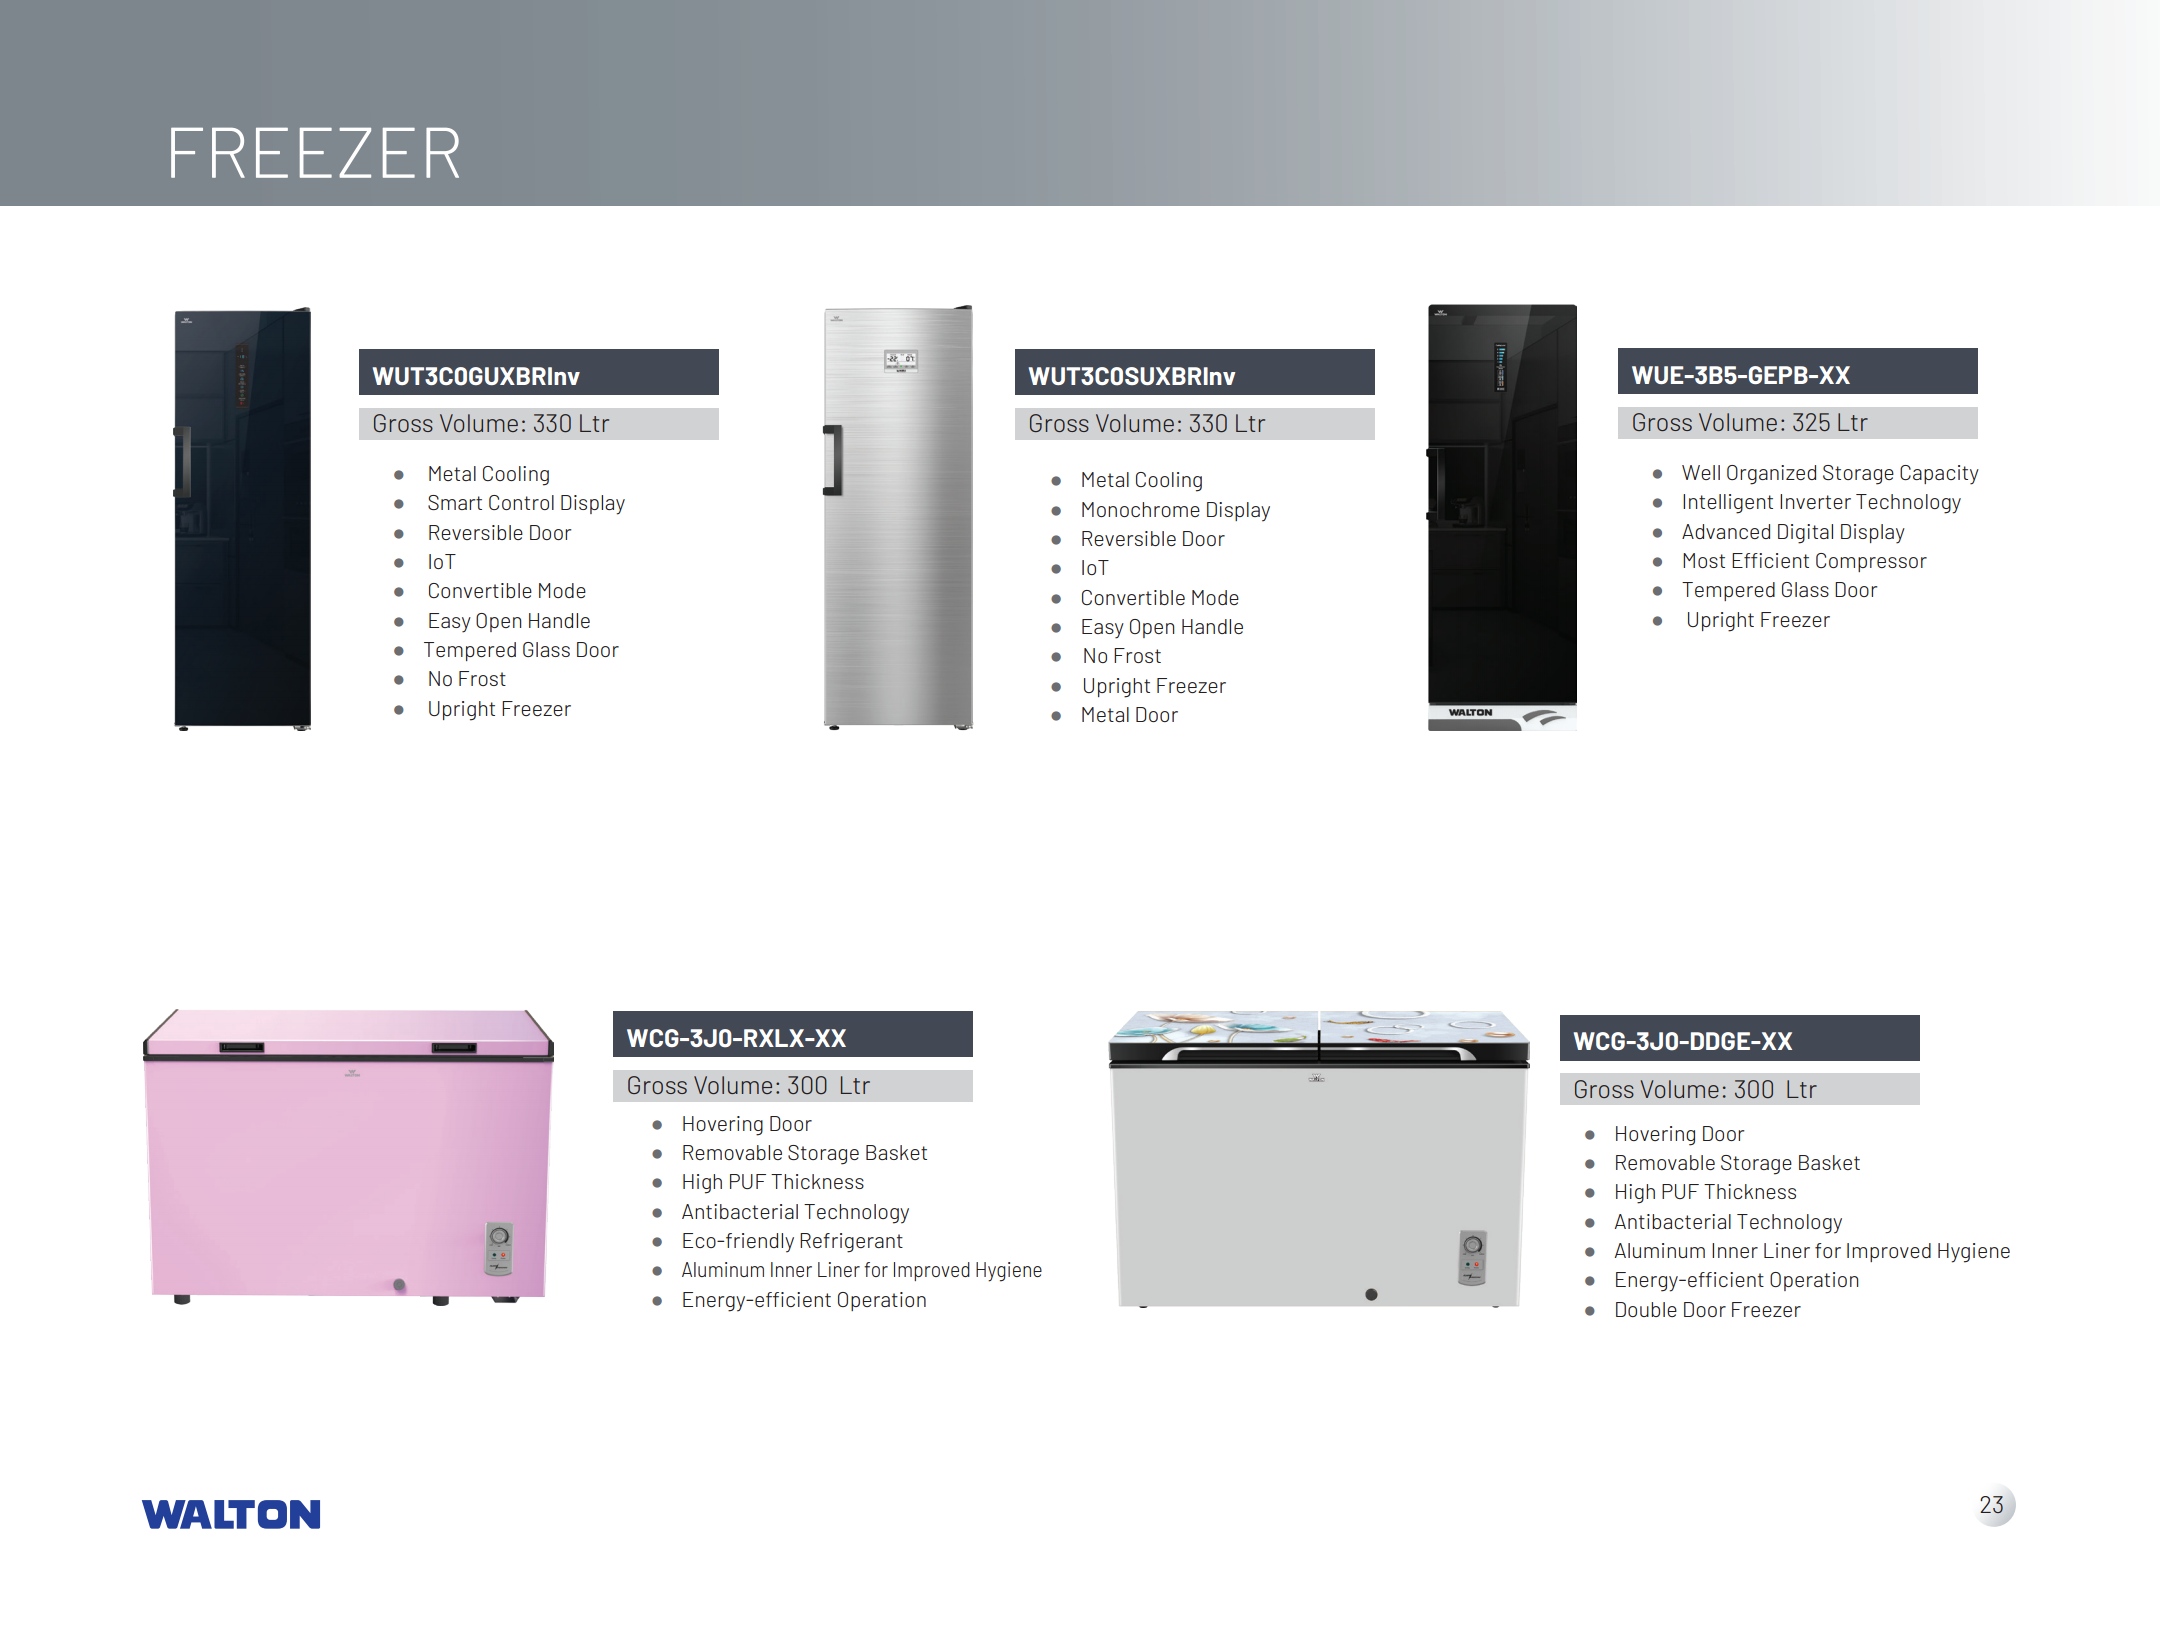 FREEZER
WUT3C0GUXBRInv
Gross Volume: 330 Ltr
● Metal Cooling
● Smart Control Display
● Reversible Door
● IoT
● Convertible Mode
● Easy Open Handle
● Tempered Glass Door
● No Frost
● Upright Freezer
WUT3C0SUXBRInv
Gross Volume: 330 Ltr
● Metal Cooling
● Monochrome Display
● Reversible Door
● IoT
● Convertible Mode
● Easy Open Handle
● No Frost
● Upright Freezer
● Metal Door
WALTON
WUE-3B5-GEPB-XX
Gross Volume: 325 Ltr
● Well Organized Storage Capacity
● Intelligent Inverter Technology
● Advanced Digital Display
● Most Efficient Compressor
● Tempered Glass Door
● Upright Freezer
WCG-3J0-RXLX-XX
Gross Volume: 300 Ltr
● Hovering Door
● Removable Storage Basket
● High PUF Thickness
● Antibacterial Technology
● Eco-friendly Refrigerant
● Aluminum Inner Liner for Improved Hygiene
● Energy-efficient Operation
WCG-3J0-DDGE-XX
Gross Volume: 300 Ltr
● Hovering Door
● Removable Storage Basket
● High PUF Thickness
● Antibacterial Technology
● Aluminum Inner Liner for Improved Hygiene
● Energy-efficient Operation
● Double Door Freezer
WALTON
23